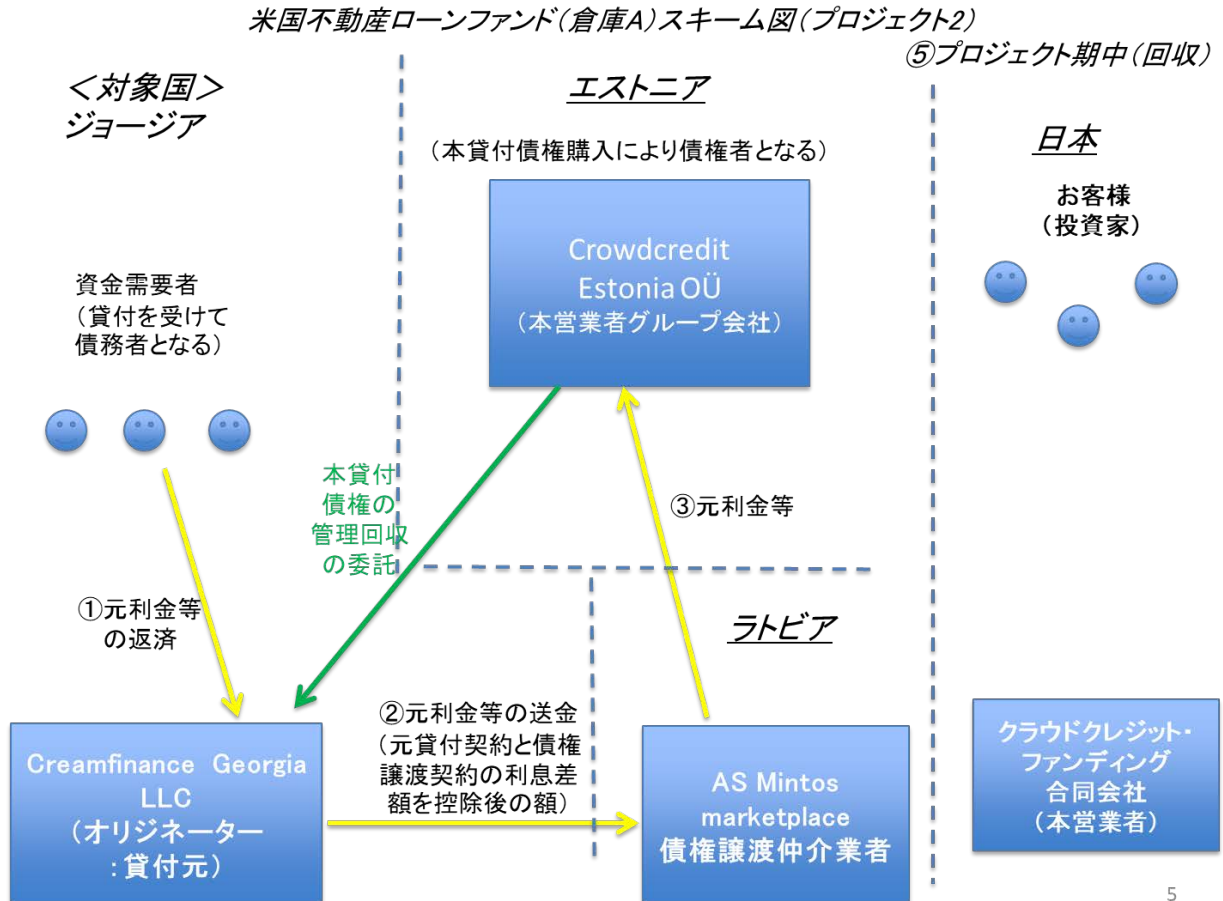 米国不動産ローンファンド(倉庫A)スキーム図(プロジェクト2)
⑤プロジェクト期中(回収)
<対象国>
ジョージア
エストニア
日本
(本貸付債権購入により債権者となる)
お客様
(投資家)
Crowdcredit
Estonia OÜ
(本営業者グループ会社)
資金需要者
(貸付を受けて
債務者となる)
本貸付
債権の
管理回収
の委託
③元利金等
①元利金等
の返済
ラトビア
②元利金等の送金
(元貸付契約と債権
譲渡契約の利息差
額を控除後の額)
Creamfinance Georgia
LLC
(オリジネーター
:貸付元)
AS Mintos
marketplace
債権譲渡仲介業者
クラウドクレジット・
ファンディング
合同会社
(本営業者)
5